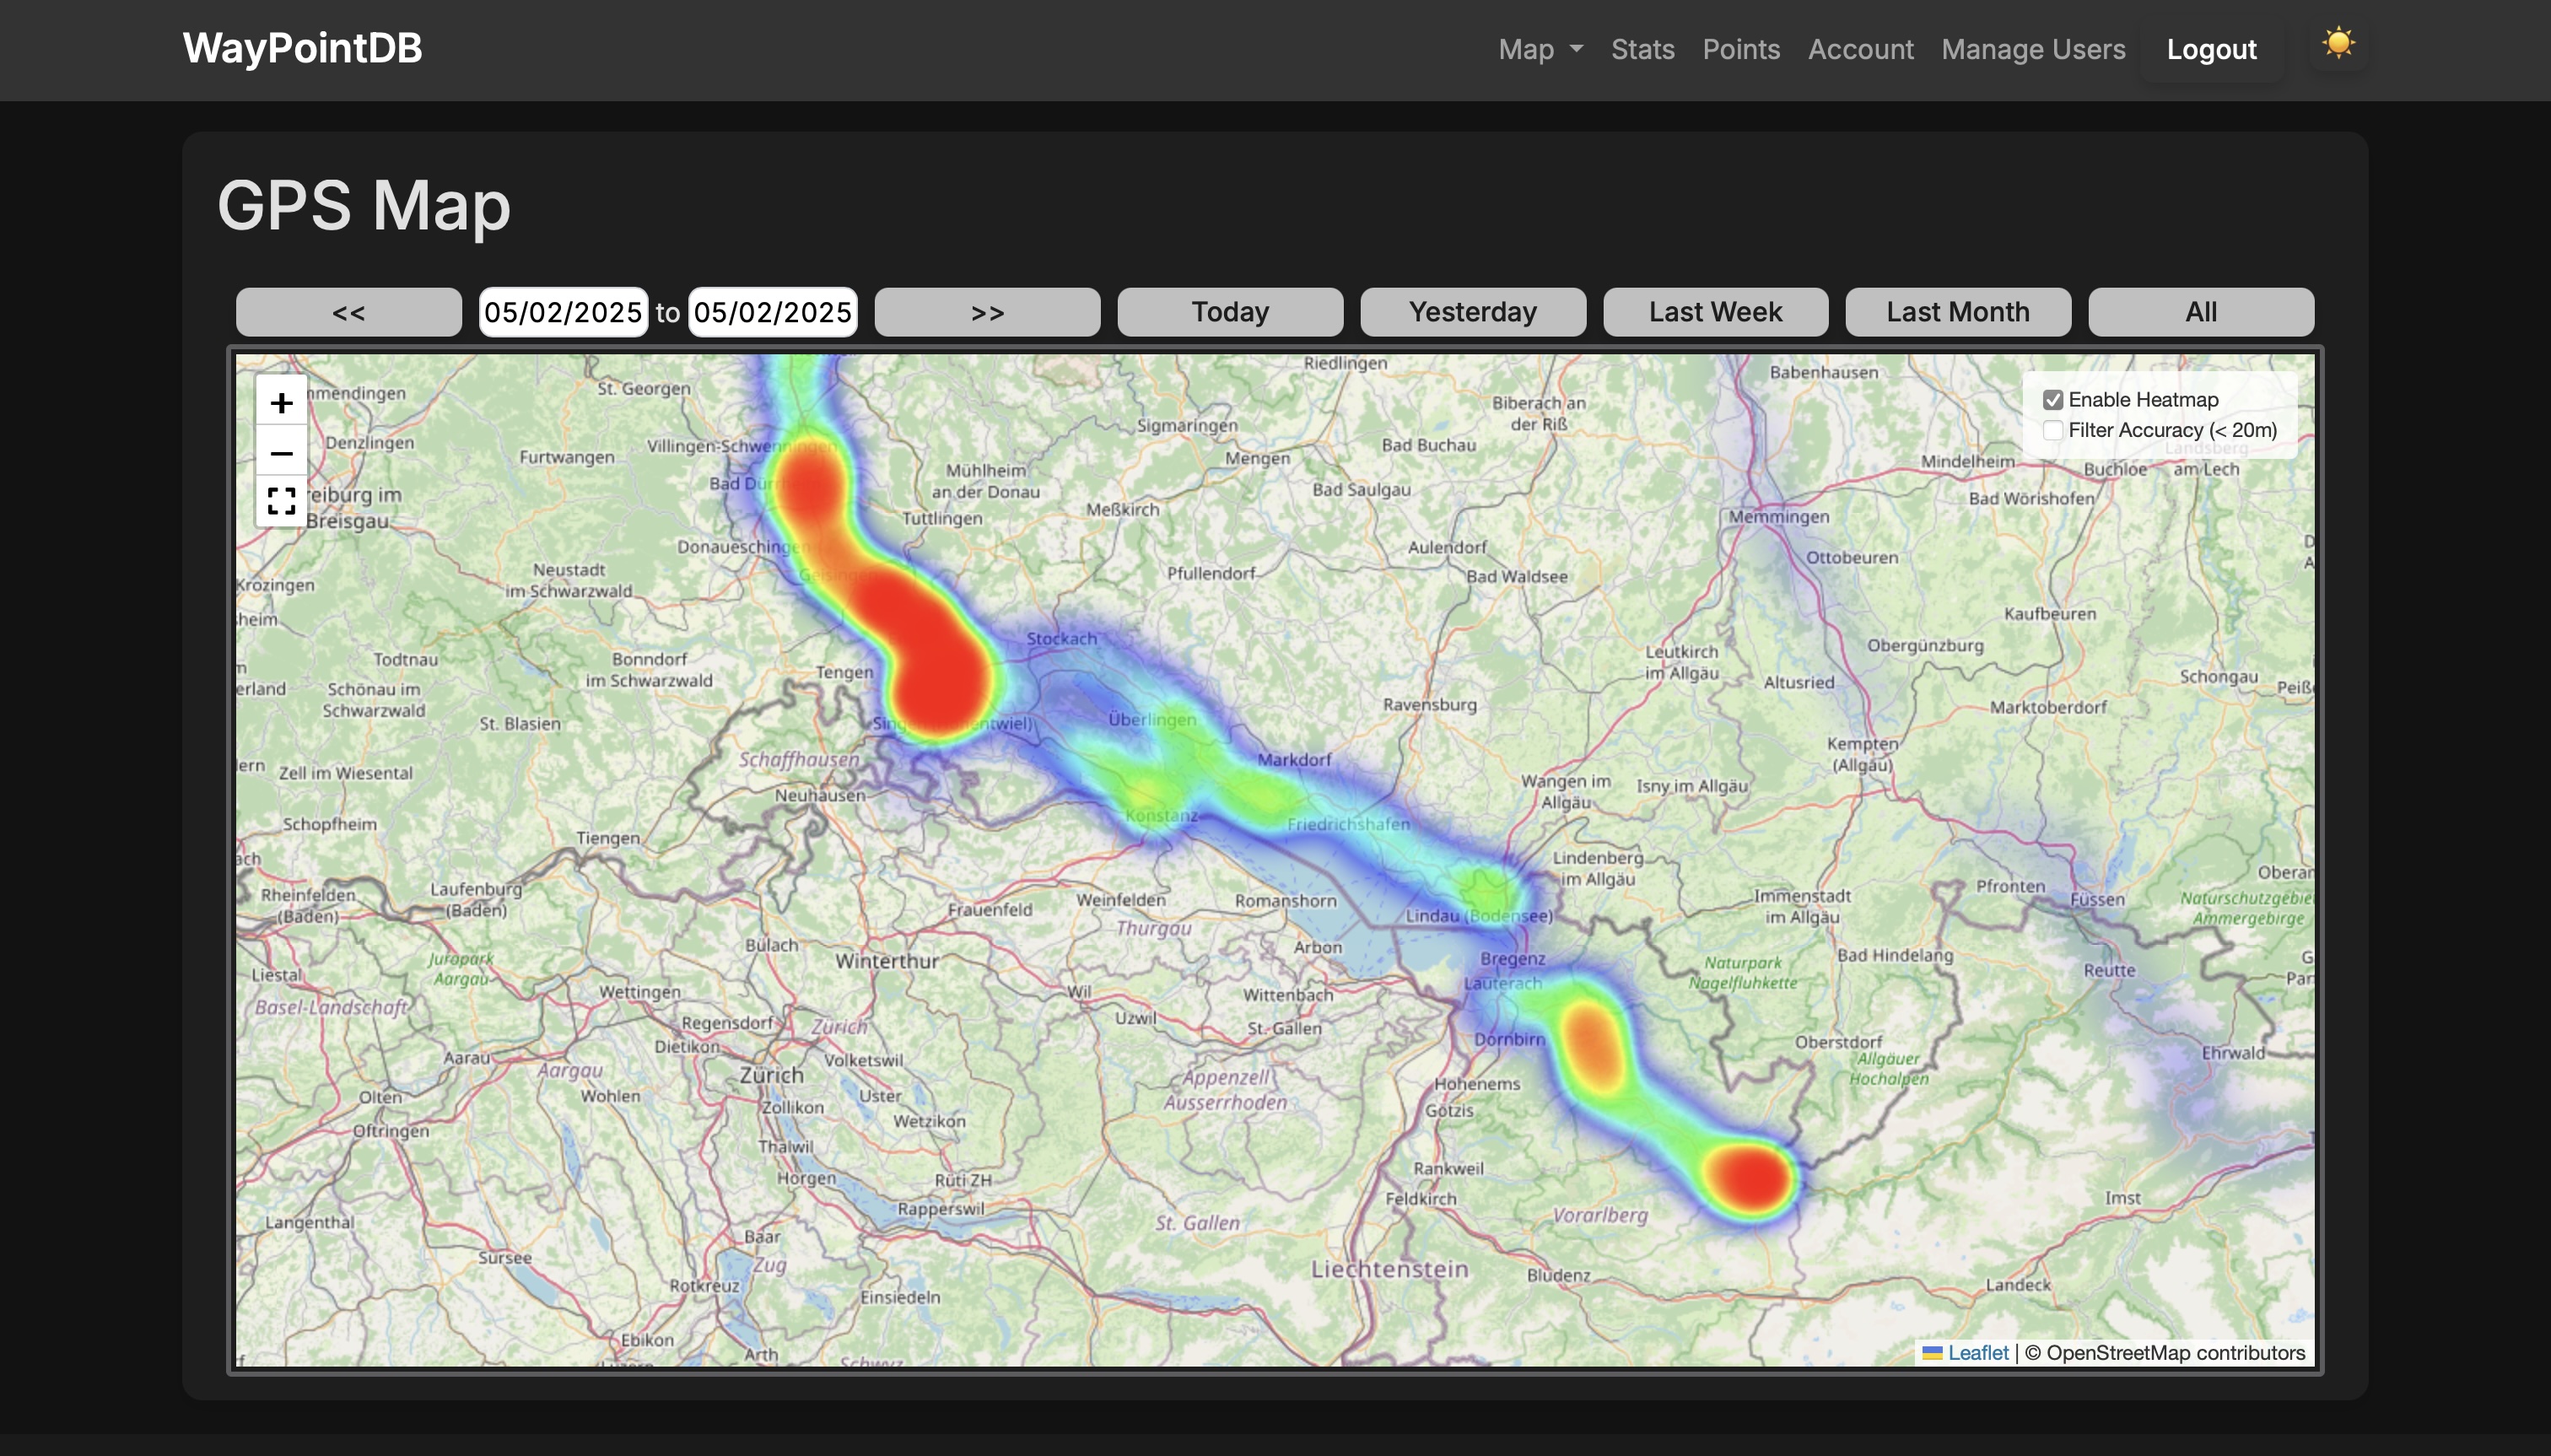 WayPointDB
Map Stats Points Account Manage Users Logout
GPS Map
<< 05/02/2025 to 05/02/2025 >> Today Yesterday Last Week Last Month All
+
−
Enable Heatmap
Filter Accuracy (< 20m)
Riedlingen
Babenhausen
St. Georgen
Denzlingen
Biberach an
der Riß
Sigmaringen
Bad Buchau
Villingen-Schwenningen
Furtwangen
Mengen
Mühlheim
an der Donau
Mindelheim
Buchloe
Landsberg
am Lech
Bad Saulgau
Bad Wörishofen
Breisgau
Meßkirch
Tuttlingen
Memmingen
Donaueschingen
Aulendorf
Ottobeuren
Krozingen
Neustadt
im Schwarzwald
Geisingen
Pfullendorf
Bad Waldsee
Kaufbeuren
Stockach
Obergünzburg
Todtnau
Bonndorf
im Schwarzwald
Tengen
Leutkirch
im Allgäu
Altusried
Schongau
Schönau im
Schwarzwald
St. Blasien
Überlingen
Ravensburg
Marktoberdorf
Zell im Wiesental
Schaffhausen
Markdorf
Kempten
(Allgäu)
Neuhausen
Wangen im
Allgäu
Isny im Allgäu
Schopfheim
Tiengen
Konstanz
Friedrichshafen
Rheinfelden
(Baden)
Laufenburg
(Baden)
Lindenberg
im Allgäu
Pfronten
Füssen
Immenstadt
im Allgäu
Frauenfeld
Weinfelden
Romanshorn
Lindau (Bodensee)
Naturschutzgebiet
Ammergebirge
Thurgau
Bülach
Winterthur
Arbon
Bregenz
Bad Hindelang
Liestal
Jurapark
Aargau
Naturpark
Nagelfluhkette
Reutte
Basel-Landschaft
Wettingen
Wil
Wittenbach
Lauterach
Regensdorf
Zürich
Uzwil
St. Gallen
Dietikon
Dornbirn
Oberstdorf
Aarau
Aargau
Volketswil
Allgäuer
Hochalpen
Ehrwald
Zürich
Appenzell
Ausserrhoden
Hohenems
Olten
Wohlen
Zollikon
Uster
Wetzikon
Götzis
Oftringen
Thalwil
Horgen
Rüti ZH
Rankweil
Rapperswil
Feldkirch
Imst
Langenthal
St. Gallen
Vorarlberg
Baar
Sursee
Zug
Liechtenstein
Bludenz
Landeck
Rotkreuz
Einsiedeln
Ebikon
Arth
Schwyz
Leaflet | © OpenStreetMap contributors